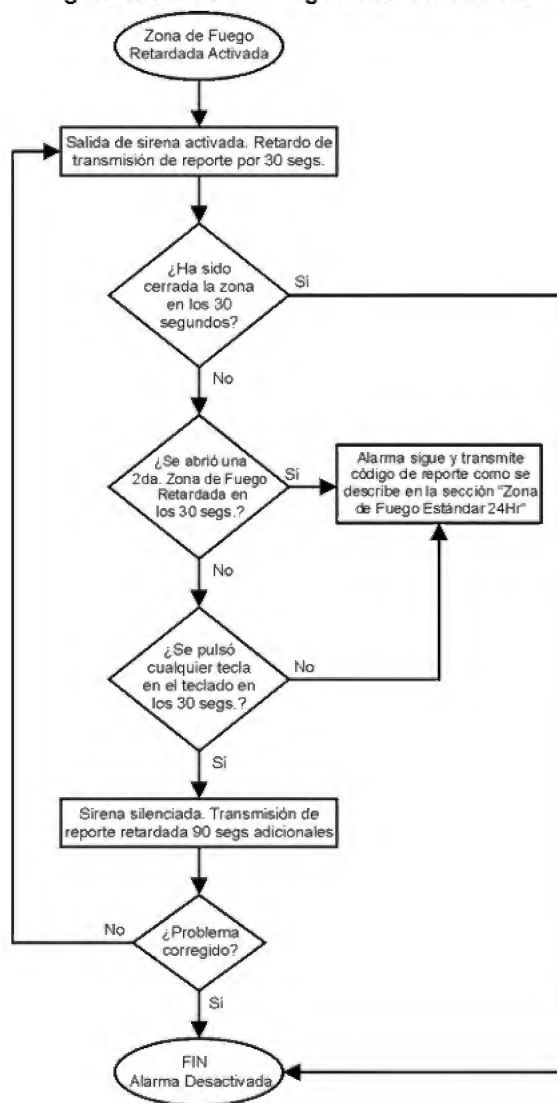 Zona de Fuego
Retardada Activada
Salida de sirena activada. Retardo de
transmisión de reporte por 30 segs.
¿Ha sido
cerrada la zona
en los 30
segundos?
Sí
No
¿Se abrió una
2da. Zona de Fuego
Retardada en
los 30 segs.?
Sí
Alarma sigue y transmite
código de reporte como se
describe en la sección "Zona
de Fuego Estándar 24Hr"
No
¿Se pulsó
cualquier tecla
en el teclado en
los 30 segs.?
No
Sí
Sirena silenciada. Transmisión de
reporte retardada 90 segs adicionales
No
¿Problema
corregido?
Sí
FIN
Alarma Desactivada